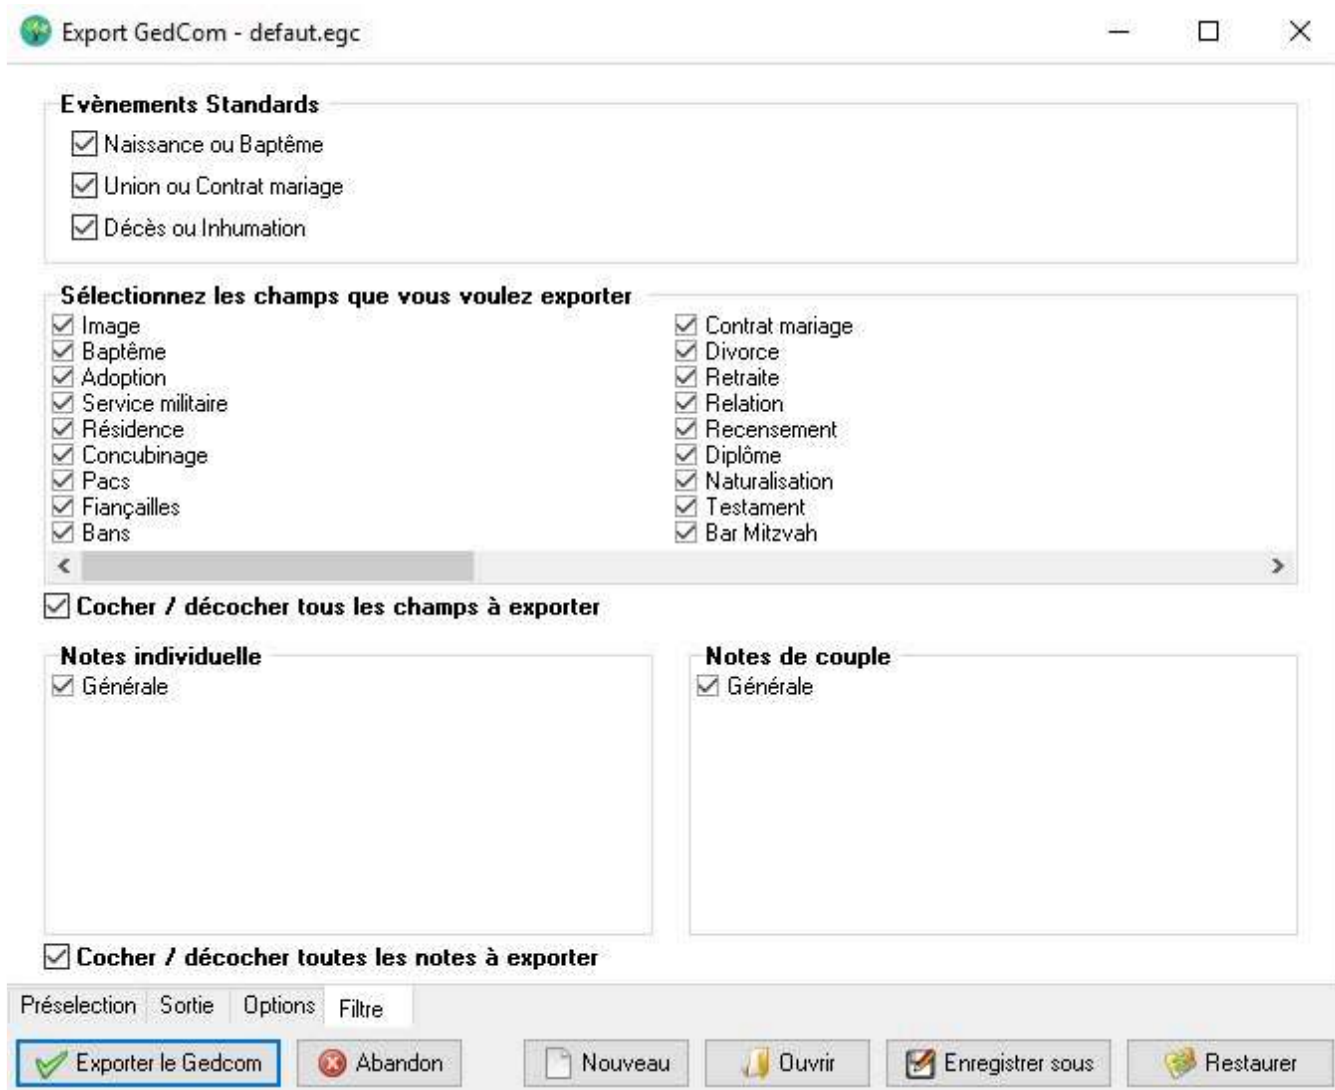 Export GedCom - defaut.egc
Evènements Standards
Naissance ou Baptême
Union ou Contrat mariage
Décès ou Inhumation
Sélectionnez les champs que vous voulez exporter
Image
Baptême
Adoption
Service militaire
Résidence
Concubinage
Pacs
Fiançailles
Bans
Contrat mariage
Divorce
Retraite
Relation
Recensement
Diplôme
Naturalisation
Testament
Bar Mitzvah
Cocher / décocher tous les champs à exporter
Notes individuelle
Générale
Notes de couple
Générale
Cocher / décocher toutes les notes à exporter
Préselection Sortie Options Filtre
Exporter le Gedcom Abandon Nouveau Ouvrir Enregistrer sous Restaurer